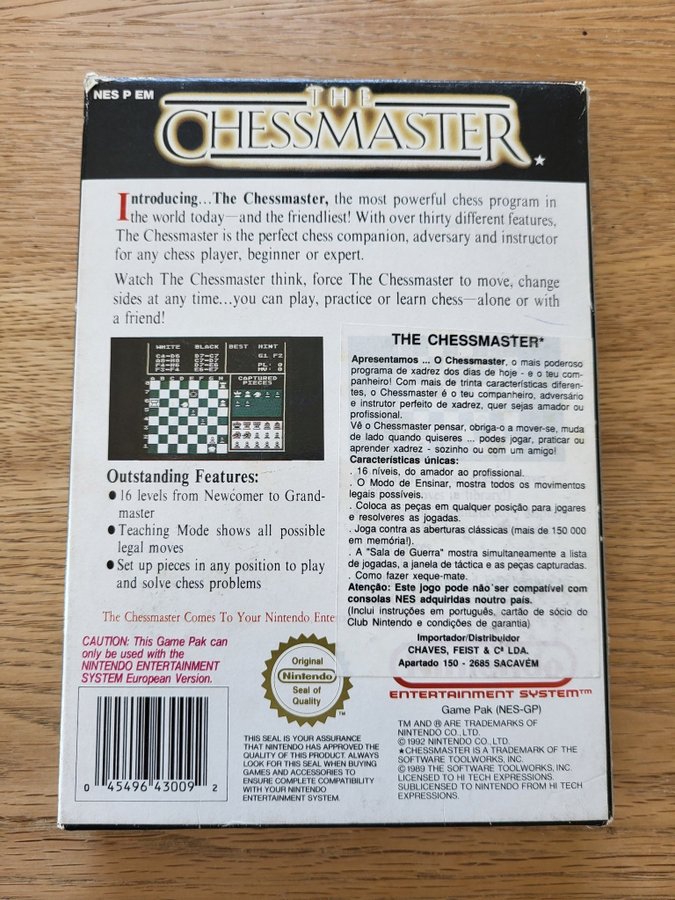 NES P EM
THE
CHESSMASTER★
Introducing...The Chessmaster, the most powerful chess program in
the world today—and the friendliest! With over thirty different features,
The Chessmaster is the perfect chess companion, adversary and instructor
for any chess player, beginner or expert.
Watch The Chessmaster think, force The Chessmaster to move, change
sides at any time...you can play, practice or learn chess—alone or with
a friend!
WHITE BLACK BEST HINT
CAPTURED
PIECES
Outstanding Features:
● 16 levels from Newcomer to Grand-
master
● Teaching Mode shows all possible
legal moves
● Set up pieces in any position to play
and solve chess problems
The Chessmaster Comes To Your Nintendo Ente
THE CHESSMASTER*
Apresentamos ... O Chessmaster, o mais poderoso
programa de xadrez dos dias de hoje - e o teu com-
panheiro! Com mais de trinta características diferen-
tes, o Chessmaster é o teu companheiro, adversário
e instrutor perfeito de xadrez, quer sejas amador ou
profissional.
Vê o Chessmaster pensar, obriga-o a mover-se, muda
de lado quando quiseres ... podes jogar, praticar ou
aprender xadrez - sozinho ou com um amigo!
Características únicas:
. 16 níveis, do amador ao profissional.
. O Modo de Ensinar, mostra todos os movimentos
legais possíveis.
. Coloca as peças em qualquer posição para jogares
e resolveres as jogadas.
. Joga contra as aberturas clássicas (mais de 150 000
em memória!).
. A "Sala de Guerra" mostra simultaneamente a lista
de jogadas, a janela de táctica e as peças capturadas.
. Como fazer xeque-mate.
Atenção: Este jogo pode não ser compatível com
consolas NES adquiridas noutro país.
(Inclui instruções em português, cartão de sócio do
Club Nintendo e condições de garantia)
Importador/Distribuidor
CHAVES, FEIST & Cª LDA.
Apartado 150 - 2685 SACAVÉM
CAUTION: This Game Pak can
only be used with the
NINTENDO ENTERTAINMENT
SYSTEM European Version.
0 45496 43009 2
Original
Nintendo
Seal of
Quality
TM
THIS SEAL IS YOUR ASSURANCE
THAT NINTENDO HAS APPROVED THE
QUALITY OF THIS PRODUCT. ALWAYS
LOOK FOR THIS SEAL WHEN BUYING
GAMES AND ACCESSORIES TO
ENSURE COMPLETE COMPATIBILITY
WITH YOUR NINTENDO
ENTERTAINMENT SYSTEM.
ENTERTAINMENT SYSTEM™
Game Pak (NES-GP)
TM AND ® ARE TRADEMARKS OF
NINTENDO CO., LTD.
© 1992 NINTENDO CO., LTD.
★CHESSMASTER IS A TRADEMARK OF THE
SOFTWARE TOOLWORKS, INC.
© 1989 THE SOFTWARE TOOLWORKS, INC.
LICENSED TO HI TECH EXPRESSIONS.
SUBLICENSED TO NINTENDO FROM HI TECH
EXPRESSIONS.